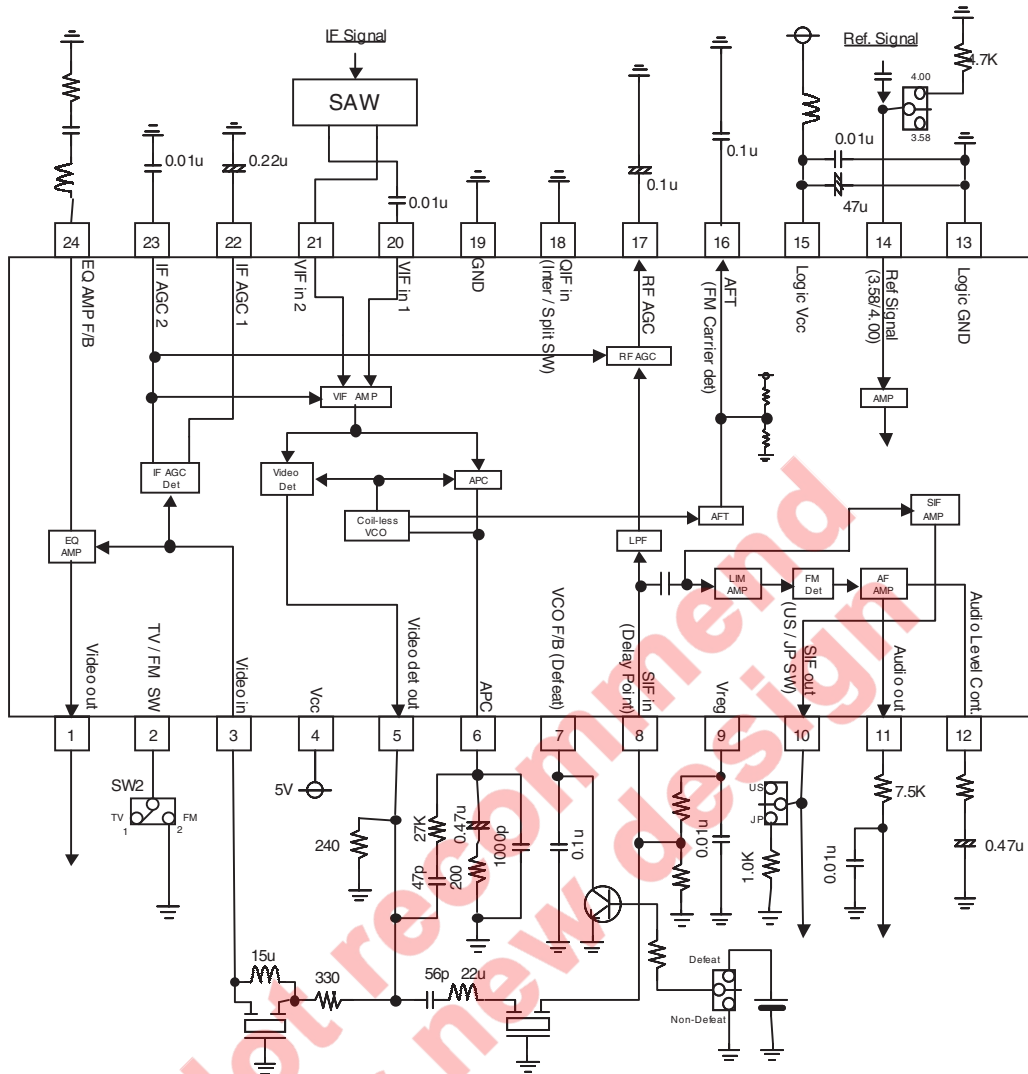 IF Signal
Ref. Signal
SAW
4.7K
4.00
3.58
0.01u
0.22u
0.01u
0.1u
0.1u
0.01u
47u
24
23
22
21
20
19
18
17
16
15
14
13
EQ AMP F/B
IF AGC 2
IF AGC 1
VIF in 2
VIF in 1
GND
QIF in
(Inter / Split SW)
RF AGC
AFT
(FM Carrier det)
Logic Vcc
Ref Signal
(3.58/4.00)
Logic GND
RF AGC
VIF AMP
AMP
IF AGC
Det
Video
Det
APC
Coil-less
VCO
AFT
SIF
AMP
EQ
AMP
LPF
LIM
AMP
FM
Det
AF
AMP
Video out
TV / FM SW
Video in
Vcc
Video det out
APC
VCO F/B (Defeat)
SIF in
(Delay Point)
Vreg
SIF out
(US / JP SW)
Audio out
Audio Level Cont.
1
2
3
4
5
6
7
8
9
10
11
12
SW2
TV
1
FM
2
5V
240
27K
47p
0.47u
200
1000p
0.1u
0.01u
US
JP
1.0K
7.5K
0.01u
0.47u
15u
330
56p
22u
Defeat
Non-Defeat
Not recommend
new design